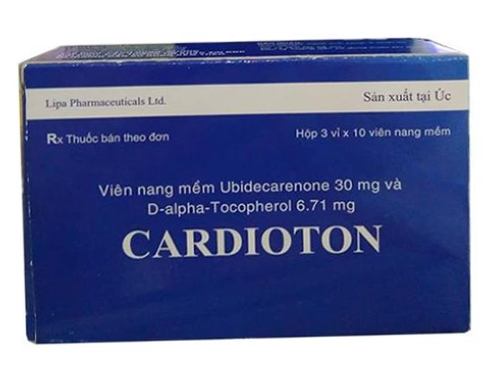 Lipa Pharmaceuticals Ltd.
Sản xuất tại Úc
Rx Thuốc bán theo đơn
Hộp 3 vỉ x 10 viên nang mềm
Viên nang mềm Ubidecarenone 30 mg và
D-alpha-Tocopherol 6.71 mg
CARDIOTON